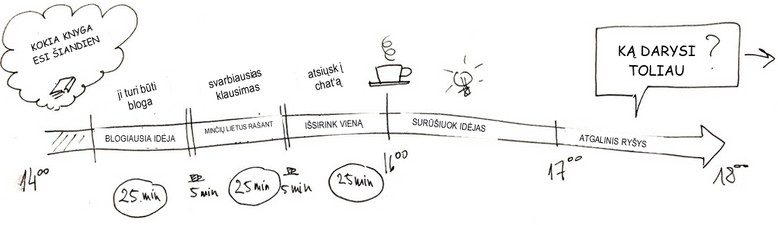 KOKIA KNYGA
ESI ŠIANDIEN
ji turi būti
bloga
svarbiausias
klausimas
atsiųsk į
chat'ą
KĄ DARYSI ?
TOLIAU
BLOGIAUSIA IDĖJA
MINČIŲ LIETUS RAŠANT
IŠSIRINK VIENĄ
SURŪŠIUOK IDĖJAS
ATGALINIS RYŠYS
14⁰⁰
16⁰⁰
17⁰⁰
18⁰⁰
25 min
5 min
25 min
5 min
25 min